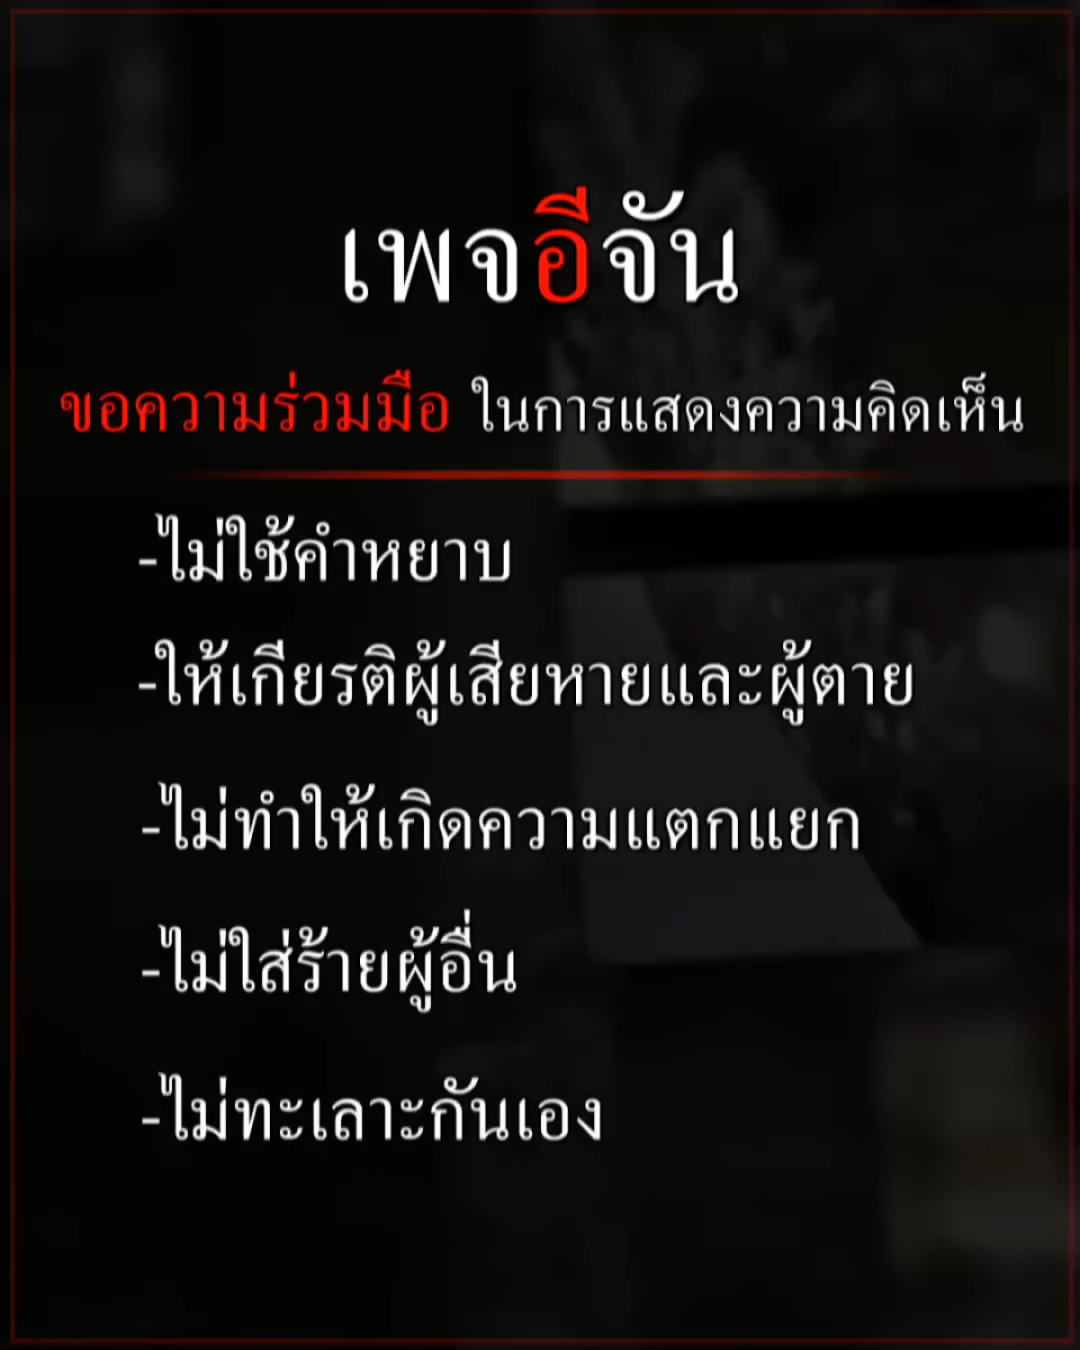 เพจอีจัน
ขอความร่วมมือ ในการแสดงความคิดเห็น
-ไม่ใช้คำหยาบ
-ให้เกียรติผู้เสียหายและผู้ตาย
-ไม่ทำให้เกิดความแตกแยก
-ไม่ใส่ร้ายผู้อื่น
-ไม่ทะเลาะกันเอง